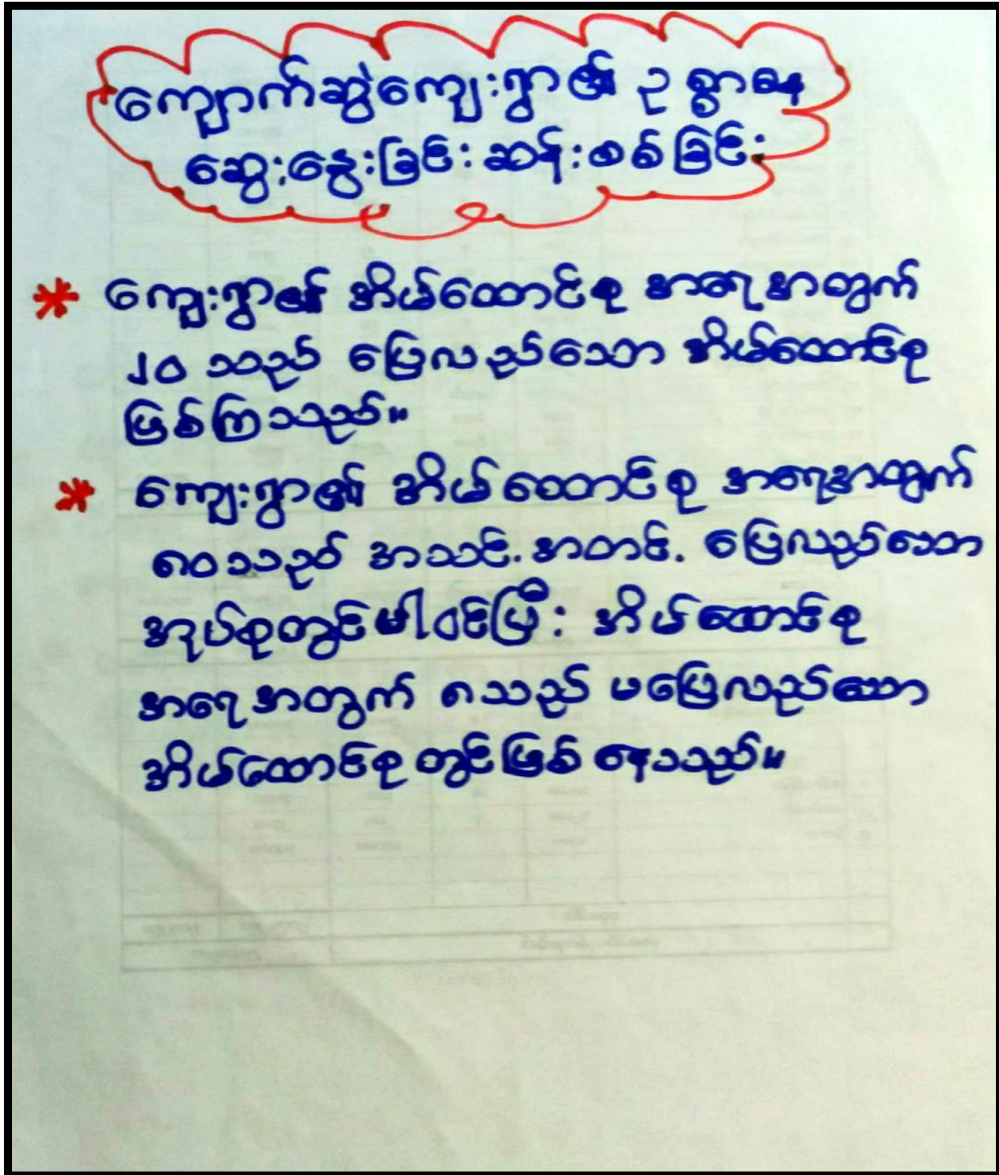 ကျောက်ဆွဲကျေးရွာ၏ ဥစ္စာဓန
ဆွေးနွေးခြင်းဆန်းစစ်ခြင်း
* ကျေးရွာ၏ အိမ်ထောင်စု အရေအတွက်
၂၀ သည် ပြေလည်သော အိမ်ထောင်စု
ဖြစ်ကြသည်။
* ကျေးရွာ၏ အိမ်ထောင်စု အရေအတွက်
၈၀သည် အသင့်.အတင့်. ပြေလည်သော
အုပ်စုတွင်ပါဝင်ပြီး အိမ်ထောင်စု
အရေအတွက် ၈သည် မပြေလည်သော
အိမ်ထောင်စုတွင်ဖြစ်နေသည်။